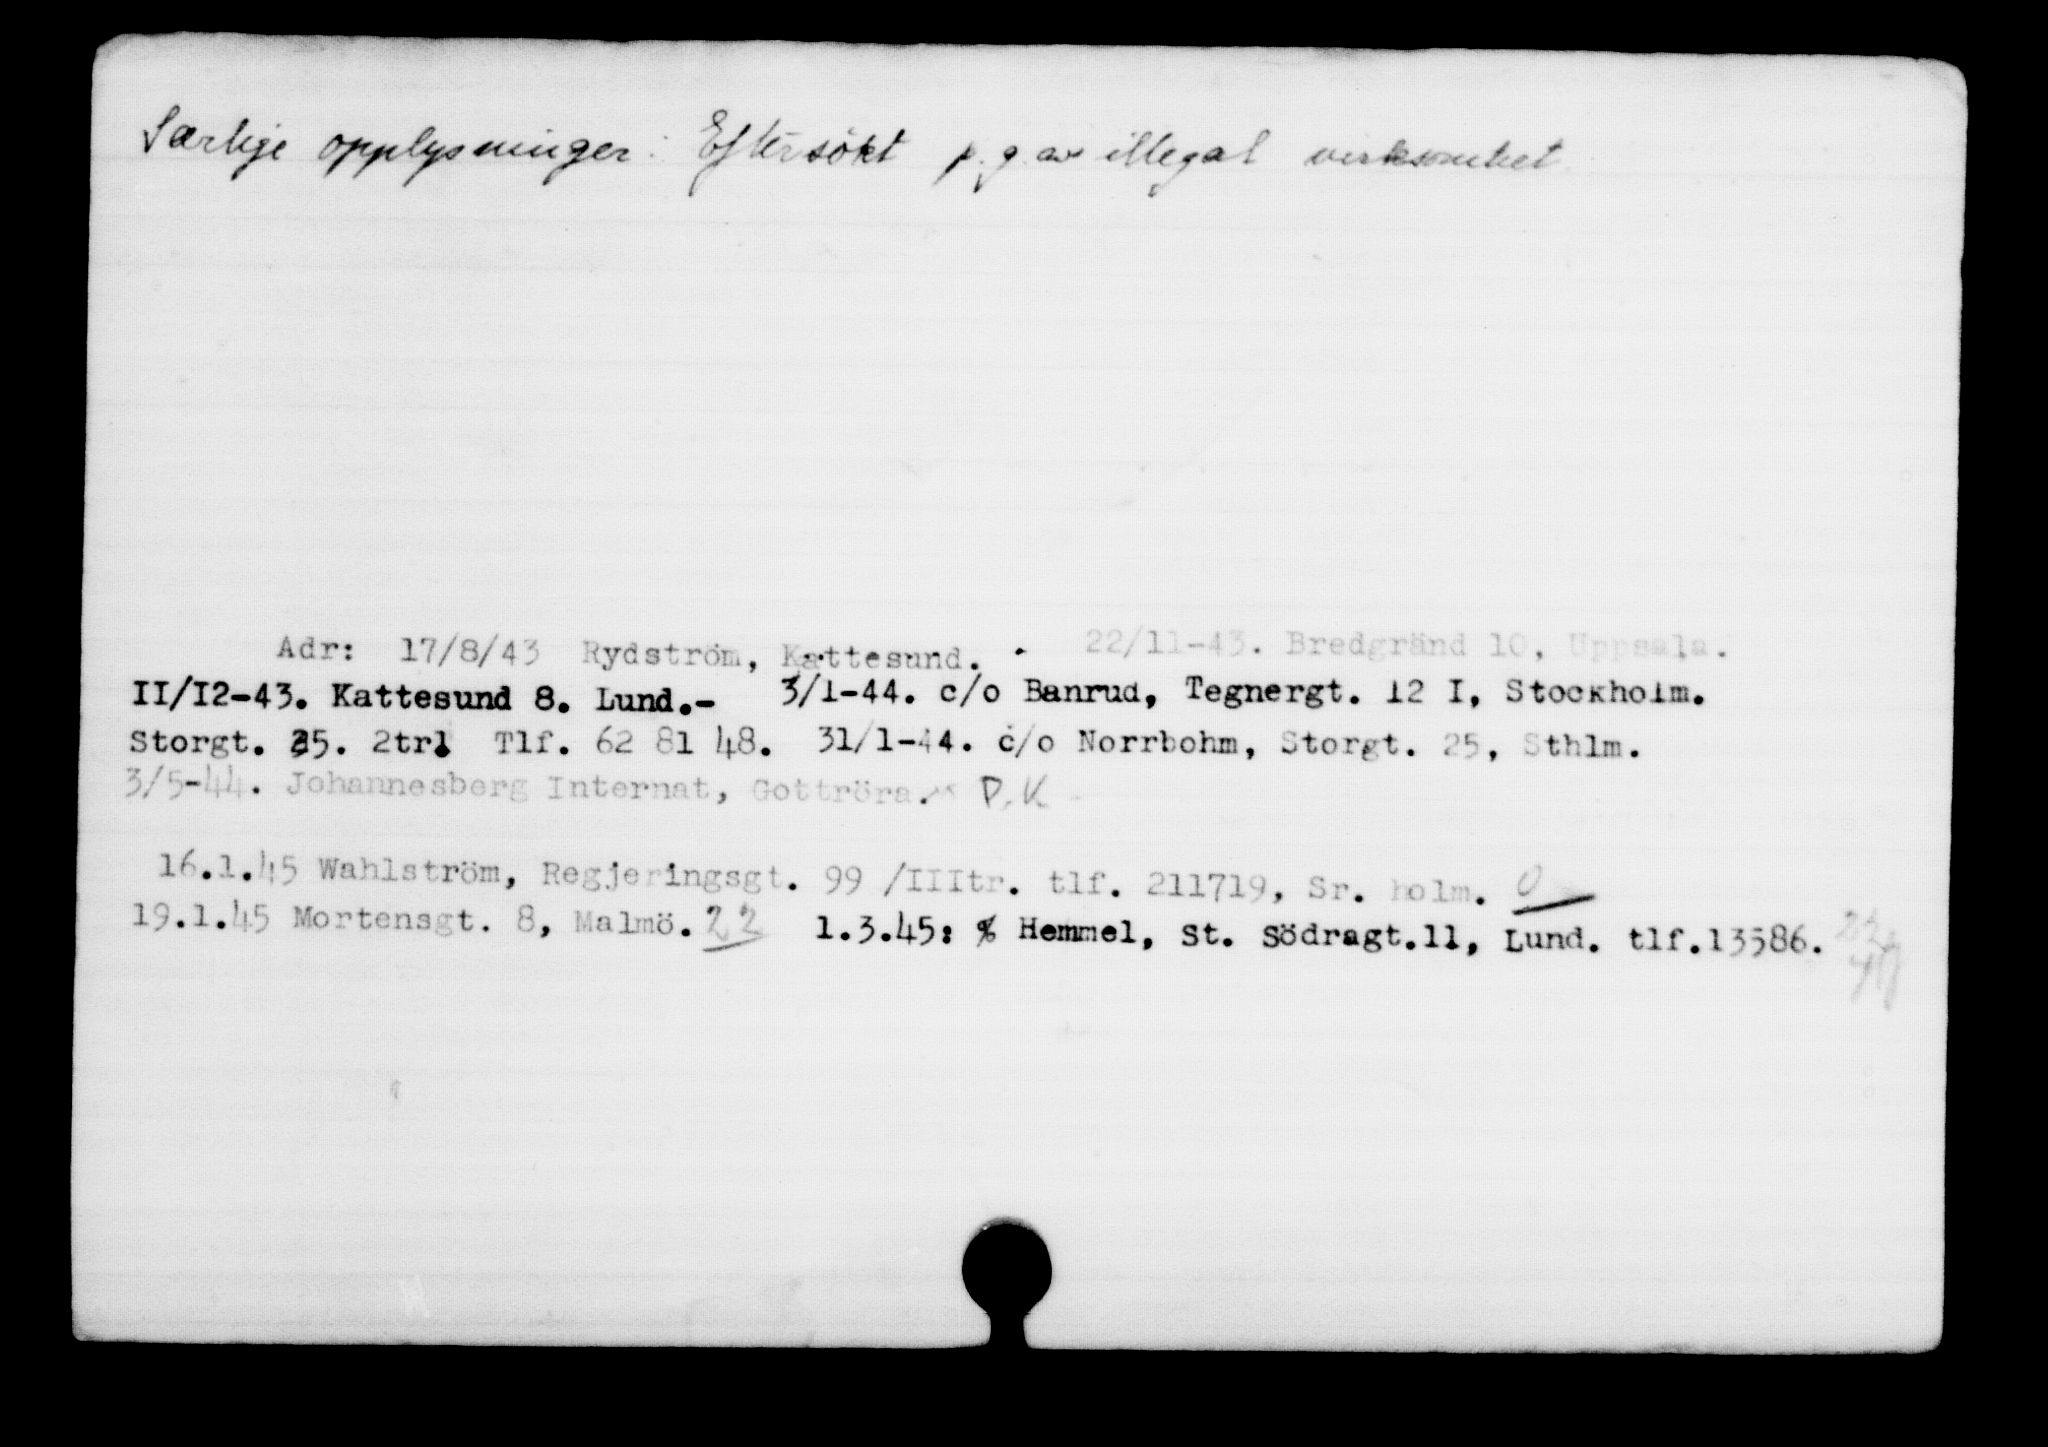 Særlige opplysninger: Eftersökt p.g.av illegal virksomhet.
Adr: 17/8/43 Rydström, Kattesund. - 22/11-43. Bredgränd 10, Uppsala.
II/I2-43. Kattesund 8. Lund.- 3/1-44. c/o Banrud, Tegnergt. 12 I, Stockholm.
Storgt. 25. 2tr. Tlf. 62 81 48. 31/1-44. c/o Norrbohm, Storgt. 25, Sthlm.
3/5-44. Johannesberg Internat, Gottröra. D.K
16.1.45 Wahlström, Regjeringsgt. 99 /IIItr. tlf. 211719, St. holm. 0
19.1.45 Mortensgt. 8, Malmö. 22 1.3.45: % Hemmel, St. Södragt.11, Lund. tlf.13586.